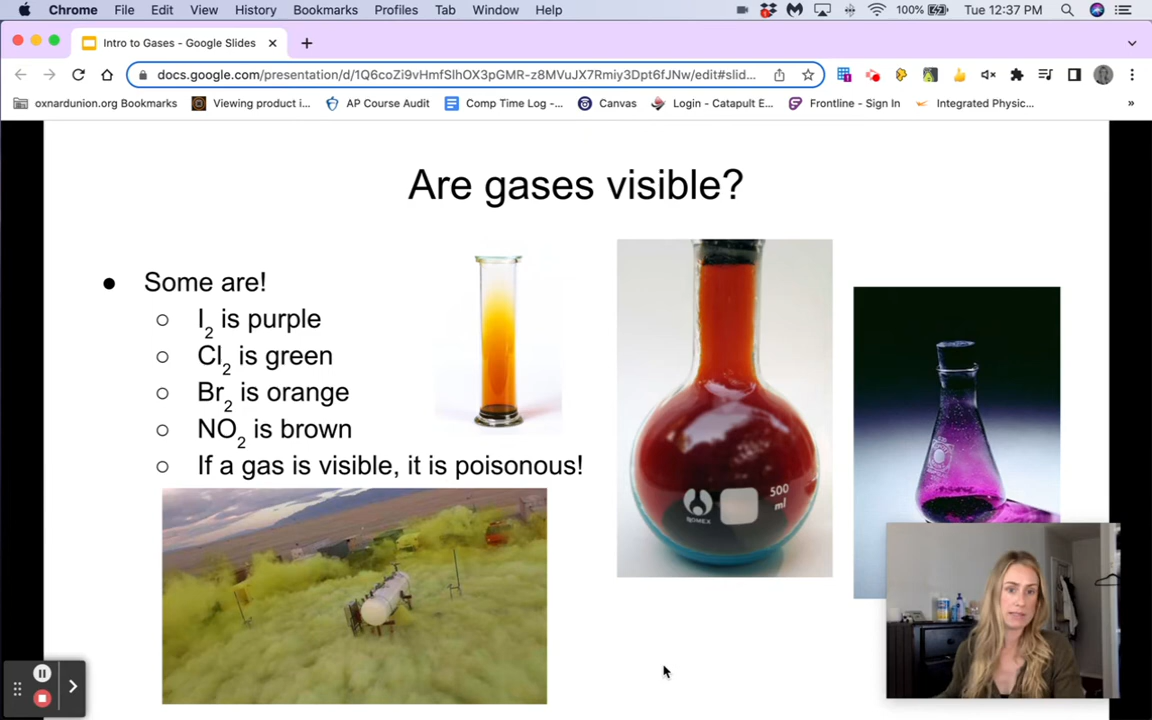 Chrome File Edit View History Bookmarks Profiles Tab Window Help 100% Tue 12:37 PM
Intro to Gases - Google Slides
docs.google.com/presentation/d/1Q6coZi9vHmfSlhOX3pGMR-z8MVuJX7Rmiy3Dpt6fJNw/edit#slid...
oxnardunion.org Bookmarks Viewing product i... AP Course Audit Comp Time Log -... Canvas Login - Catapult E... Frontline - Sign In Integrated Physic... »
Are gases visible?
● Some are!
○ I₂ is purple
○ Cl₂ is green
○ Br₂ is orange
○ NO₂ is brown
○ If a gas is visible, it is poisonous!
500
ml